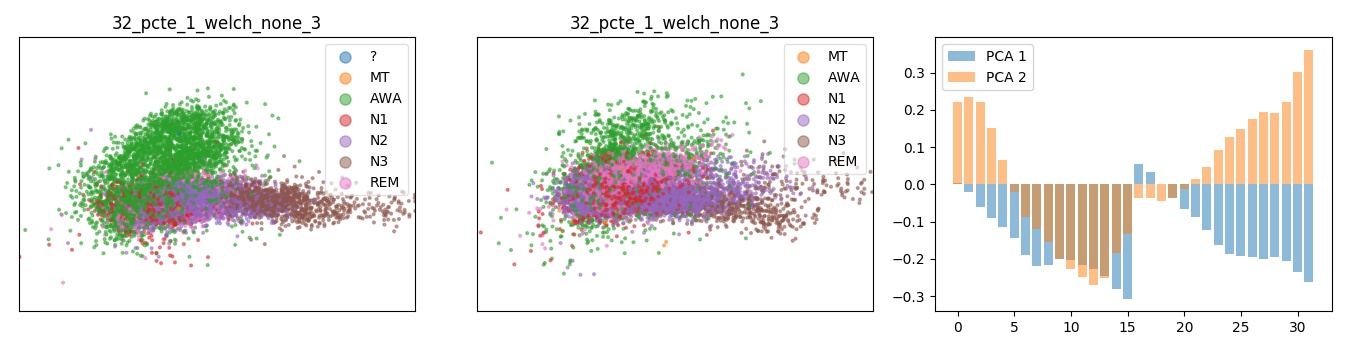 32_pcte_1_welch_none_3
?
MT
AWA
N1
N2
N3
REM
32_pcte_1_welch_none_3
MT
AWA
N1
N2
N3
REM
PCA 1
PCA 2
0.3
0.2
0.1
0.0
−0.1
−0.2
−0.3
0 5 10 15 20 25 30